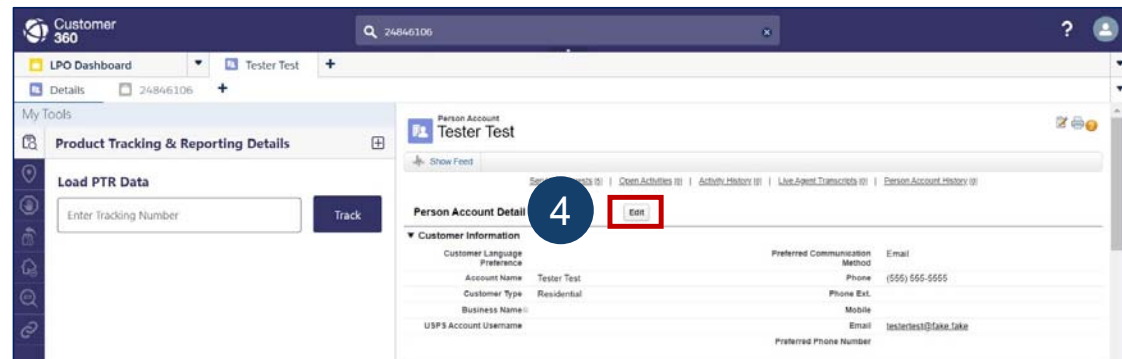 Customer
360
24846106
?
LPO Dashboard
Tester Test
+
Details
24846106
+
My Tools
Product Tracking & Reporting Details
Load PTR Data
Enter Tracking Number
Track
Person Account
Tester Test
Show Feed
Open Activities [0] | Activity History [0] | Live Agent Transcripts [0] | Person Account History [0]
Person Account Detail
4
Edit
Customer Information
Customer Language
Preference
Preferred Communication
Method
Email
Account Name Tester Test
Phone (555) 555-5555
Customer Type Residential
Phone Ext.
Business Name
Mobile
USPS Account Username
Email testertest@fake.fake
Preferred Phone Number